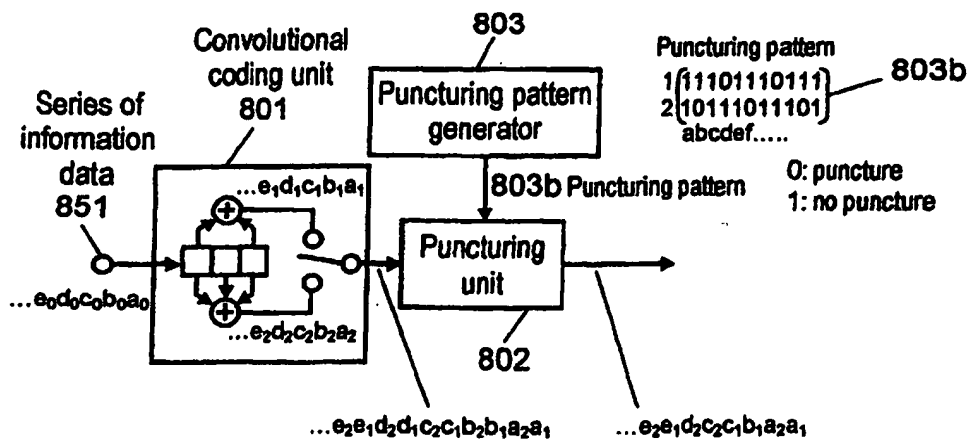 Convolutional
coding unit
801
803
Puncturing pattern
1 11101110111
2 10111011101
abcdef.....
803b
0: puncture
1: no puncture
Series of
information
data
851
Puncturing pattern
generator
803b Puncturing pattern
...e₁d₁c₁b₁a₁
...e₀d₀c₀b₀a₀
...e₂d₂c₂b₂a₂
Puncturing
unit
802
...e₂e₁d₂d₁c₂c₁b₂b₁a₂a₁
...e₂e₁d₂c₂c₁b₁a₂a₁